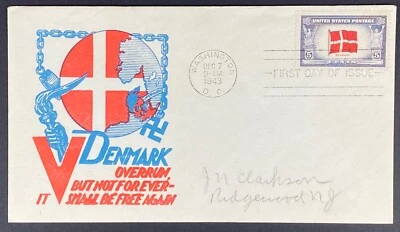 UNITED STATES POSTAGE
5¢ 5¢
WASHINGTON
DEC 7
9-AM
1943
D.C.
FIRST DAY OF ISSUE
DENMARK
OVERRUN,
BUT NOT FOR EVER-
IT SHALL BE FREE AGAIN
J N Clarkson
Ridgewood NJ